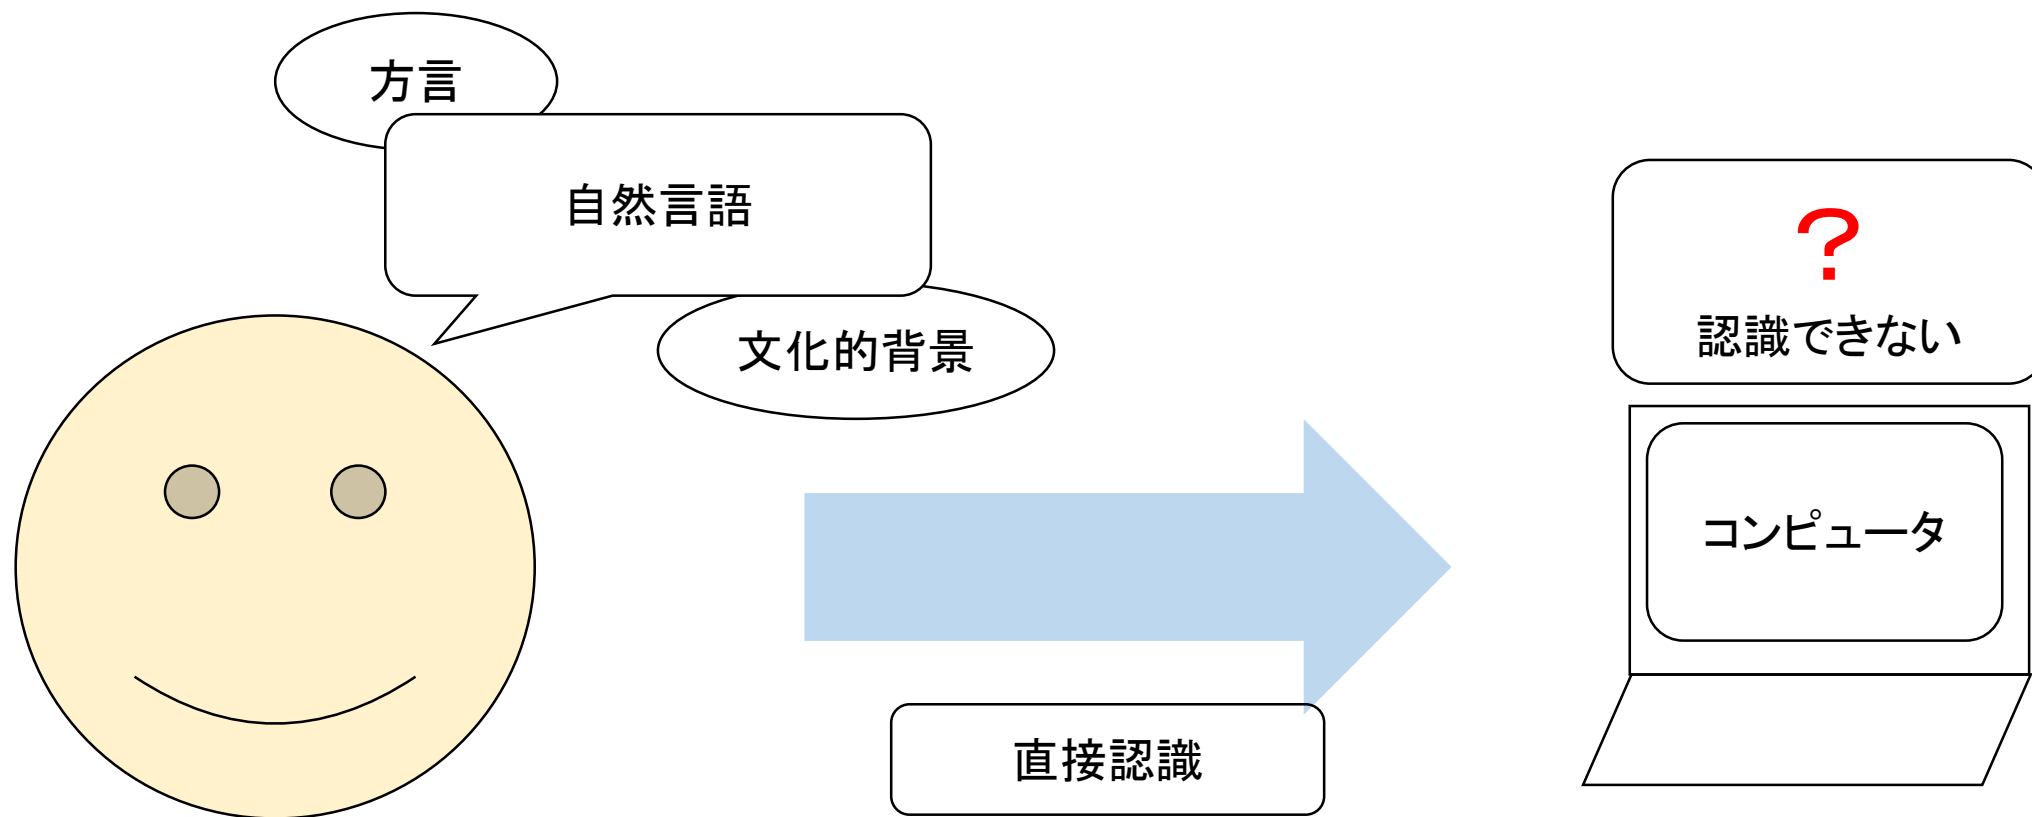 方言
自然言語
文化的背景
?
認識できない
コンピュータ
直接認識